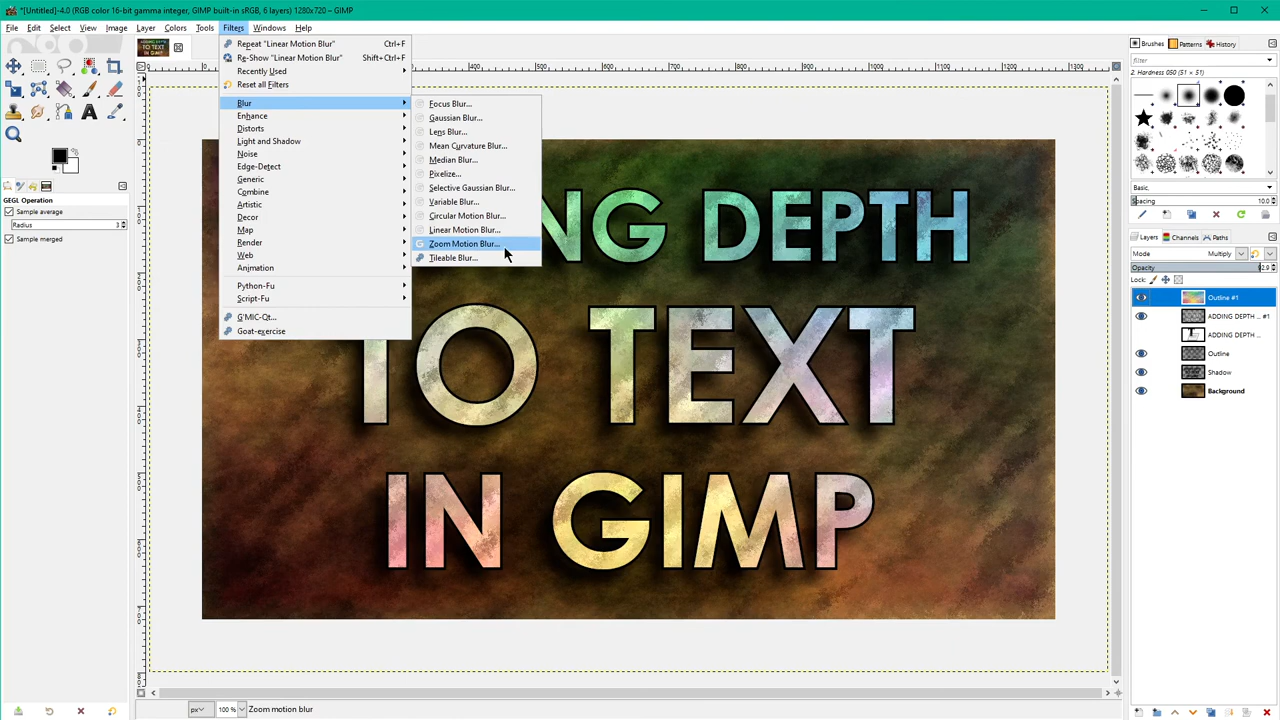 *[Untitled]-4.0 (RGB color 16-bit gamma integer, GIMP built-in sRGB, 6 layers) 1280x720 – GIMP
File Edit Select View Image Layer Colors Tools Filters Windows Help
Repeat "Linear Motion Blur" Ctrl+F
Re-Show "Linear Motion Blur" Shift+Ctrl+F
Recently Used
Reset all Filters
Blur
Enhance
Distorts
Light and Shadow
Noise
Edge-Detect
Generic
Combine
Artistic
Decor
Map
Render
Web
Animation
Python-Fu
Script-Fu
G'MIC-Qt...
Goat-exercise
Focus Blur...
Gaussian Blur...
Lens Blur...
Mean Curvature Blur...
Median Blur...
Pixelize...
Selective Gaussian Blur...
Variable Blur...
Circular Motion Blur...
Linear Motion Blur...
Zoom Motion Blur...
Tileable Blur...
GEGL Operation
Sample average
Radius 3
Sample merged
NG DEPTH
TO TEXT
IN GIMP
Brushes Patterns History
Filter
2. Hardness 050 (51 × 51)
Basic,
Spacing 10.0
Layers Channels Paths
Mode Multiply
Opacity 82.9
Lock:
Outline #1
ADDING DEPTH ... #1
ADDING DEPTH ...
Outline
Shadow
Background
px 100 % Zoom motion blur